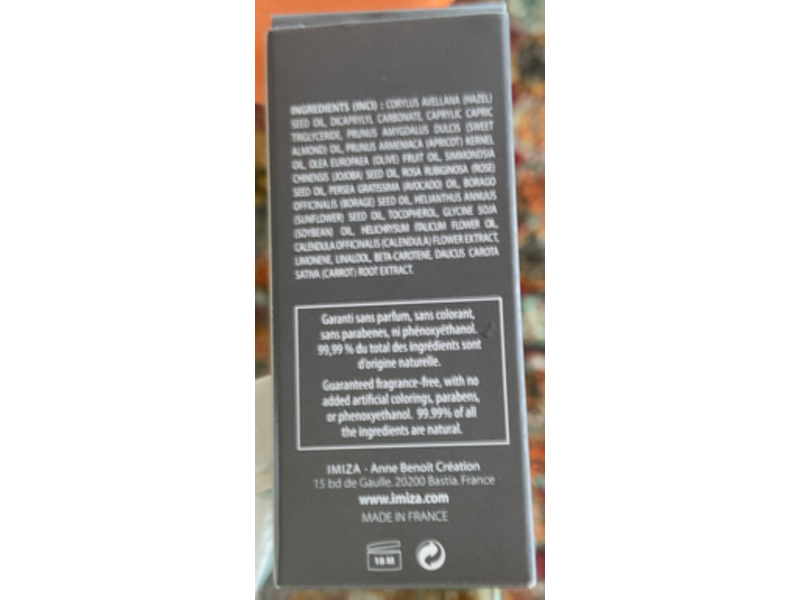 INGREDIENTS (INCI) : CORYLUS AVELLANA (HAZEL)
SEED OIL, DICAPRYLYL CARBONATE, CAPRYLIC CAPRIC
TRIGLYCERIDE, PRUNUS AMYGDALUS DULCIS (SWEET
ALMOND) OIL, PRUNUS ARMENIACA (APRICOT) KERNEL
OIL, OLEA EUROPAEA (OLIVE) FRUIT OIL, SIMMONDSIA
CHINENSIS (JOJOBA) SEED OIL, ROSA RUBIGINOSA (ROSE)
SEED OIL, PERSEA GRATISSIMA (AVOCADO) OIL, BORAGO
OFFICINALIS (BORAGE) SEED OIL, HELIANTHUS ANNUUS
(SUNFLOWER) SEED OIL, TOCOPHEROL, GLYCINE SOJA
(SOYBEAN) OIL, HELICHRYSUM ITALICUM FLOWER OIL,
CALENDULA OFFICINALIS (CALENDULA) FLOWER EXTRACT,
LIMONENE, LINALOOL, BETA-CAROTENE, DAUCUS CAROTA
SATIVA (CARROT) ROOT EXTRACT.
Garanti sans parfum, sans colorant,
sans parabenes, ni phénoxyéthanol.
99,99 % du total des ingrédients sont
d'origine naturelle.
Guaranteed fragrance-free, with no
added artificial colorings, parabens,
or phenoxyethanol. 99.99% of all
the ingredients are natural.
IMIZA - Anne Benoit Création
15 bd de Gaulle. 20200 Bastia. France
www.imiza.com
MADE IN FRANCE
18 M